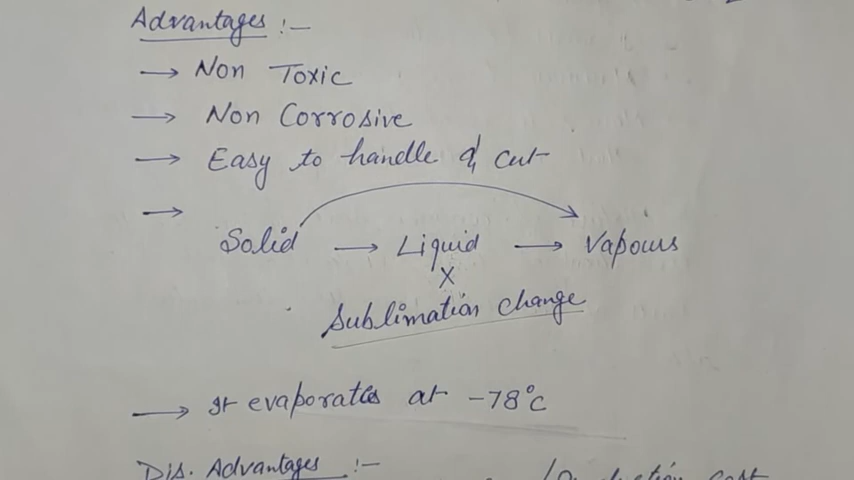 Advantages :-
→ Non Toxic
→ Non Corrosive
→ Easy to handle & cut
→
Solid → Liquid → Vapours
X
Sublimation change
→ It evaporates at -78°c
Dis. Advantages :-
cost